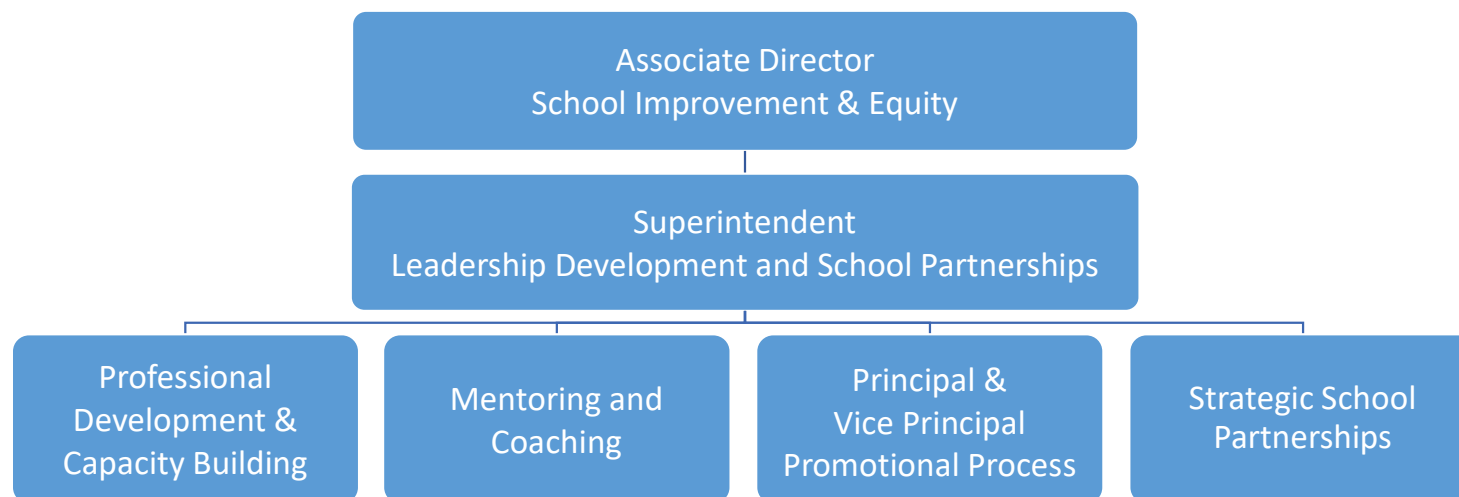 Associate Director
School Improvement & Equity
Superintendent
Leadership Development and School Partnerships
Professional
Development &
Capacity Building
Mentoring and
Coaching
Principal &
Vice Principal
Promotional Process
Strategic School
Partnerships